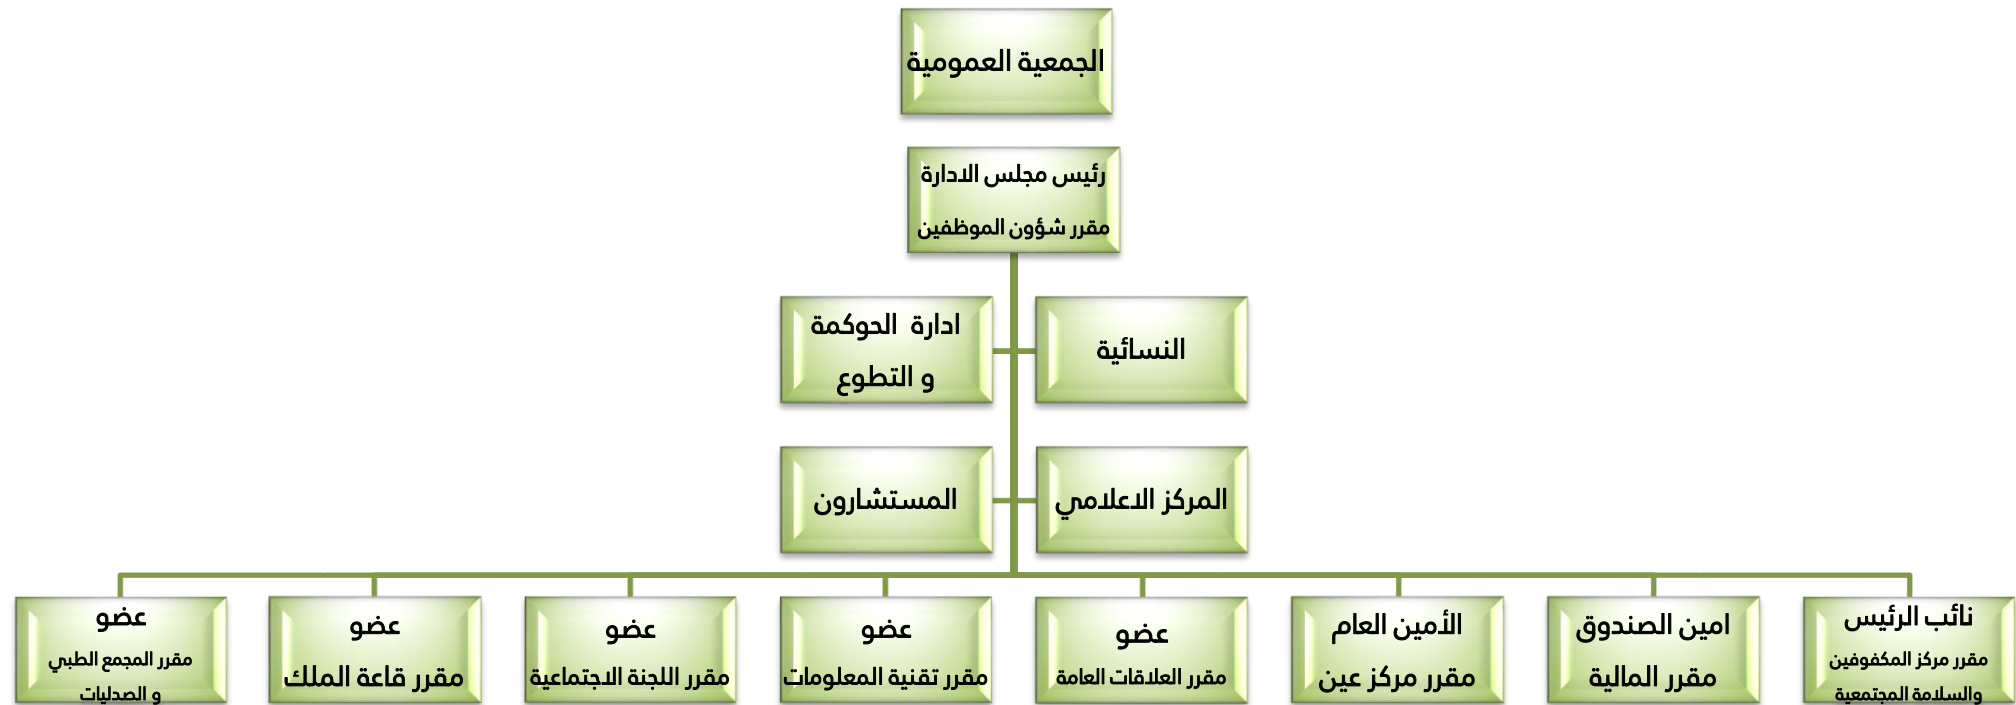 الجمعية العمومية
رئيس مجلس الادارة
مقرر شؤون الموظفين
النسائية
ادارة الحوكمة
و التطوع
المركز الاعلامي
المستشارون
نائب الرئيس
مقرر مركز المكفوفين
والسلامة المجتمعية
امين الصندوق
مقرر المالية
الأمين العام
مقرر مركز عين
عضو
مقرر العلاقات العامة
عضو
مقرر تقنية المعلومات
عضو
مقرر اللجنة الاجتماعية
عضو
مقرر قاعة الملك
عضو
مقرر المجمع الطبي
و الصدليات